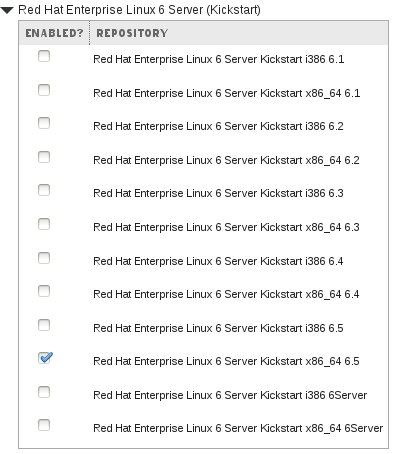 Red Hat Enterprise Linux 6 Server (Kickstart)
ENABLED? REPOSITORY
Red Hat Enterprise Linux 6 Server Kickstart i386 6.1
Red Hat Enterprise Linux 6 Server Kickstart x86_64 6.1
Red Hat Enterprise Linux 6 Server Kickstart i386 6.2
Red Hat Enterprise Linux 6 Server Kickstart x86_64 6.2
Red Hat Enterprise Linux 6 Server Kickstart i386 6.3
Red Hat Enterprise Linux 6 Server Kickstart x86_64 6.3
Red Hat Enterprise Linux 6 Server Kickstart i386 6.4
Red Hat Enterprise Linux 6 Server Kickstart x86_64 6.4
Red Hat Enterprise Linux 6 Server Kickstart i386 6.5
Red Hat Enterprise Linux 6 Server Kickstart x86_64 6.5
Red Hat Enterprise Linux 6 Server Kickstart i386 6Server
Red Hat Enterprise Linux 6 Server Kickstart x86_64 6Server